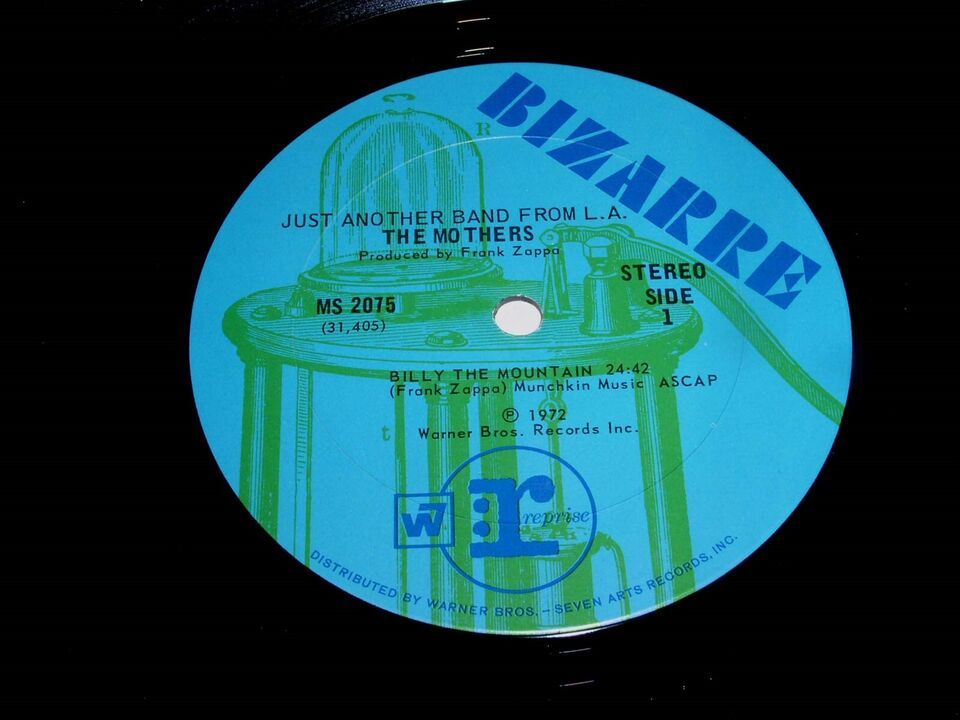 BIZARRE
R
JUST ANOTHER BAND FROM L.A.
THE MOTHERS
Produced by Frank Zappa
MS 2075
(31,405)
STEREO
SIDE
1
BILLY THE MOUNTAIN 24:42
(Frank Zappa) Munchkin Music ASCAP
t
℗ 1972
Warner Bros. Records Inc.
W7
:r reprise
DISTRIBUTED BY WARNER BROS. – SEVEN ARTS RECORDS, INC.